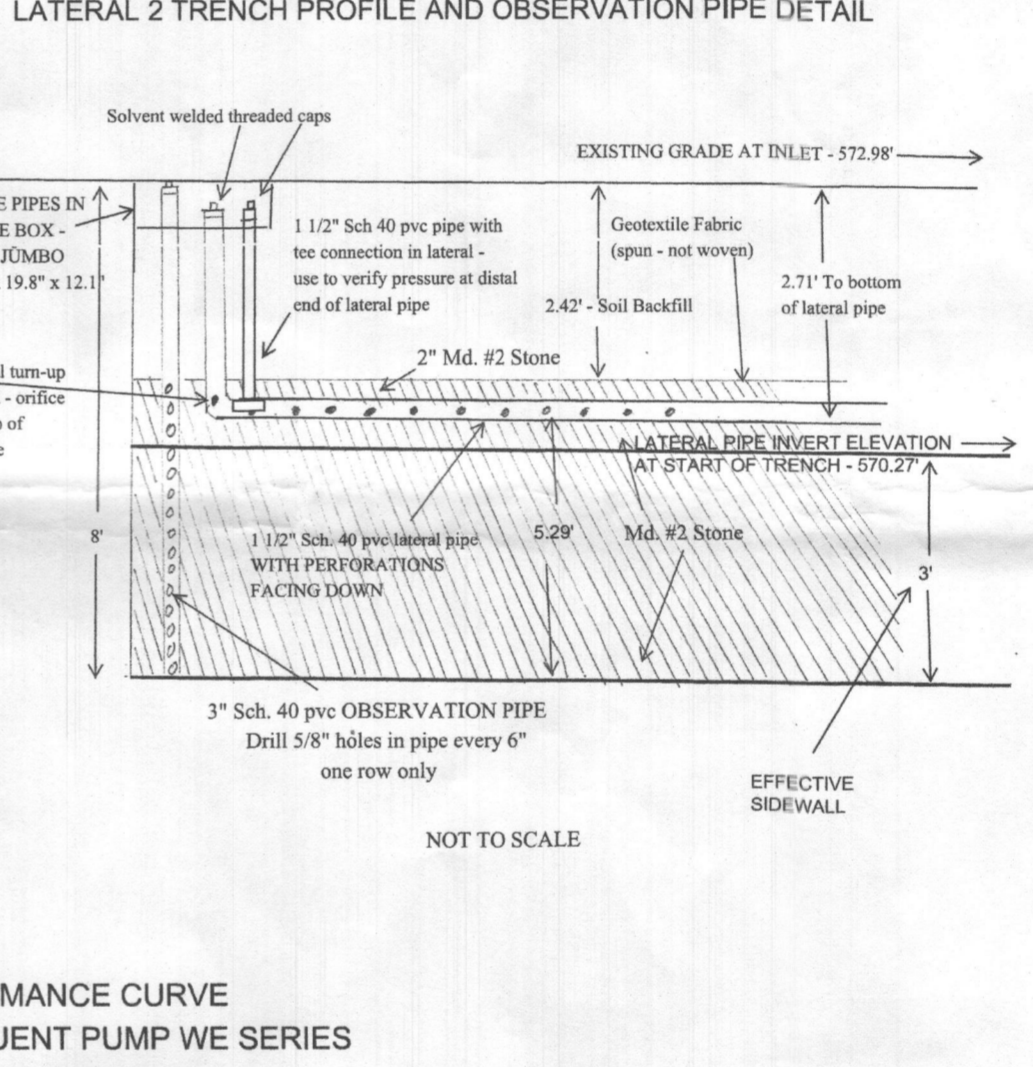 LATERAL 2 TRENCH PROFILE AND OBSERVATION PIPE DETAIL
Solvent welded threaded caps
EXISTING GRADE AT INLET - 572.98'
PIPES IN
BOX -
JUMBO
19.8" x 12.1"
1 1/2" Sch 40 pvc pipe with
tee connection in lateral -
use to verify pressure at distal
end of lateral pipe
Geotextile Fabric
(spun - not woven)
2.42' - Soil Backfill
2.71' To bottom
of lateral pipe
turn-up
- orifice
of
2" Md. #2 Stone
LATERAL PIPE INVERT ELEVATION
AT START OF TRENCH - 570.27'
8'
1 1/2" Sch. 40 pvc lateral pipe
WITH PERFORATIONS
FACING DOWN
5.29'
Md. #2 Stone
3'
3" Sch. 40 pvc OBSERVATION PIPE
Drill 5/8" holes in pipe every 6"
one row only
EFFECTIVE
SIDEWALL
NOT TO SCALE
MANCE CURVE
UENT PUMP WE SERIES